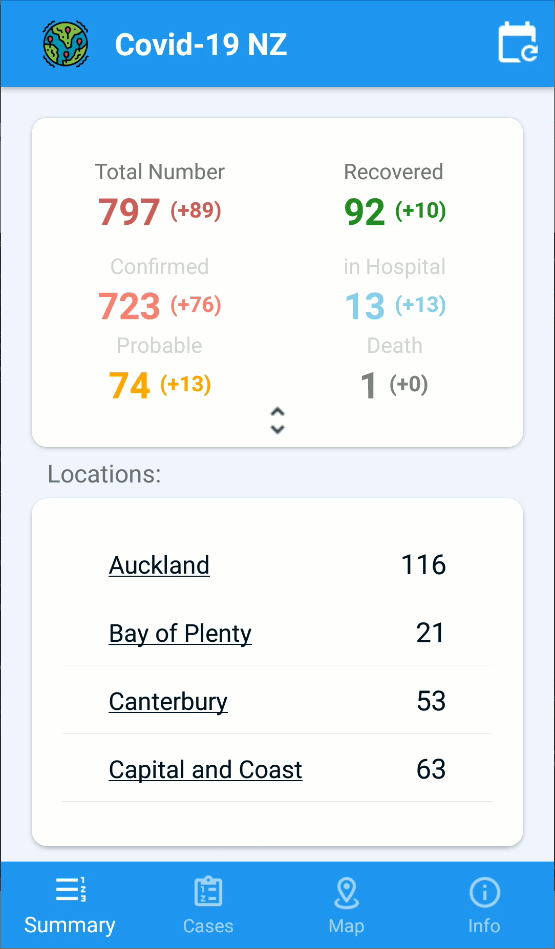 Covid-19 NZ
Total Number Recovered
797 (+89) 92 (+10)
Confirmed in Hospital
723 (+76) 13 (+13)
Probable Death
74 (+13) 1 (+0)
Locations:
Auckland 116
Bay of Plenty 21
Canterbury 53
Capital and Coast 63
Summary Cases Map Info